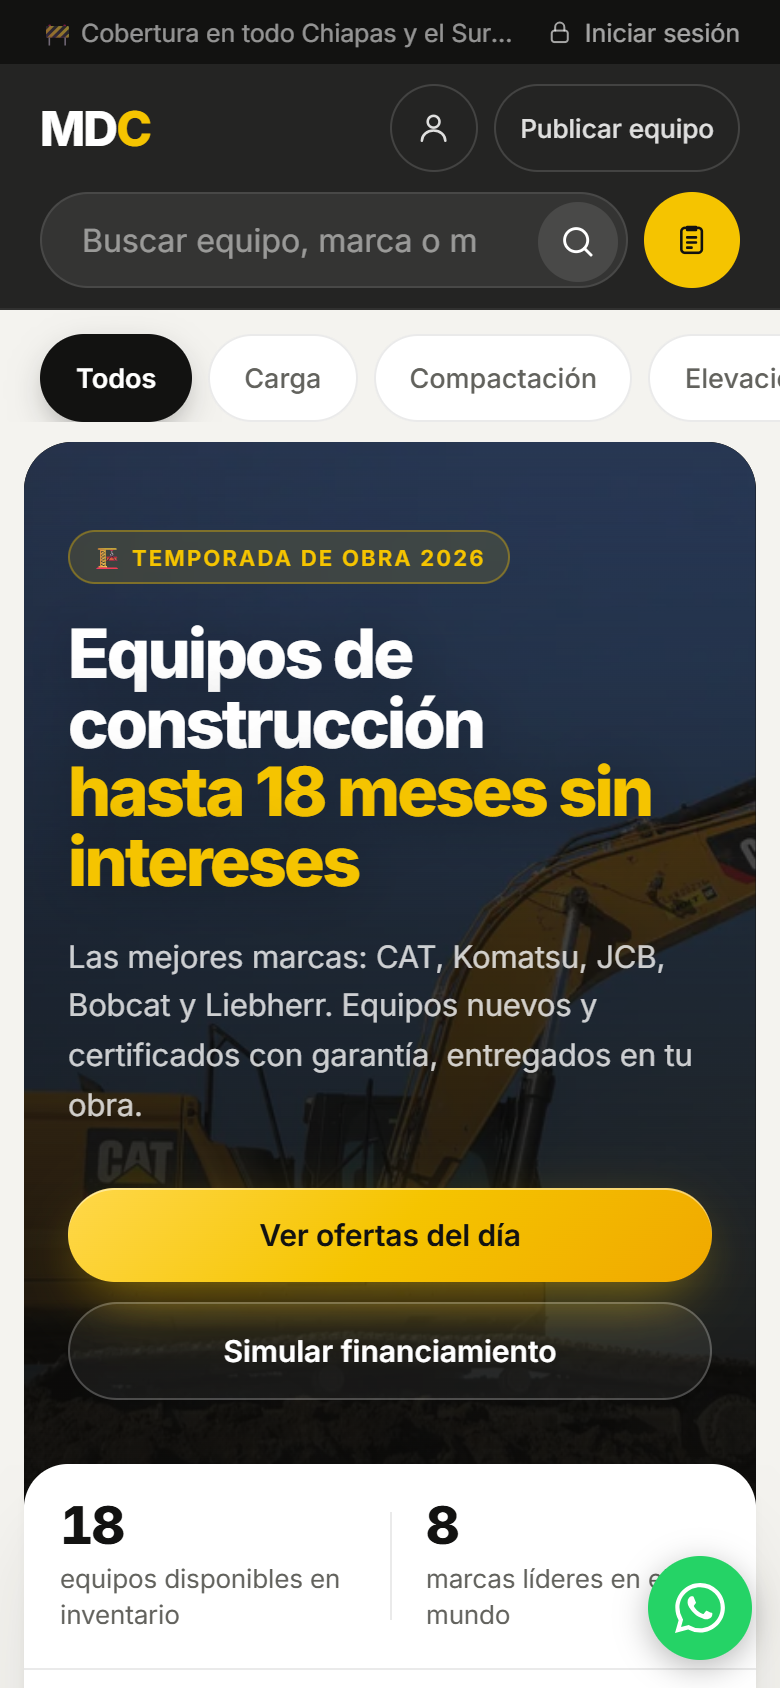 Cobertura en todo Chiapas y el Sur...
Iniciar sesión
MDC
Publicar equipo
Buscar equipo, marca o m
Todos
Carga
Compactación
Elevaci
TEMPORADA DE OBRA 2026
Equipos de
construcción
hasta 18 meses sin
intereses
Las mejores marcas: CAT, Komatsu, JCB,
Bobcat y Liebherr. Equipos nuevos y
certificados con garantía, entregados en tu
obra.
CAT
Ver ofertas del día
Simular financiamiento
18
equipos disponibles en
inventario
8
marcas líderes en e
mundo